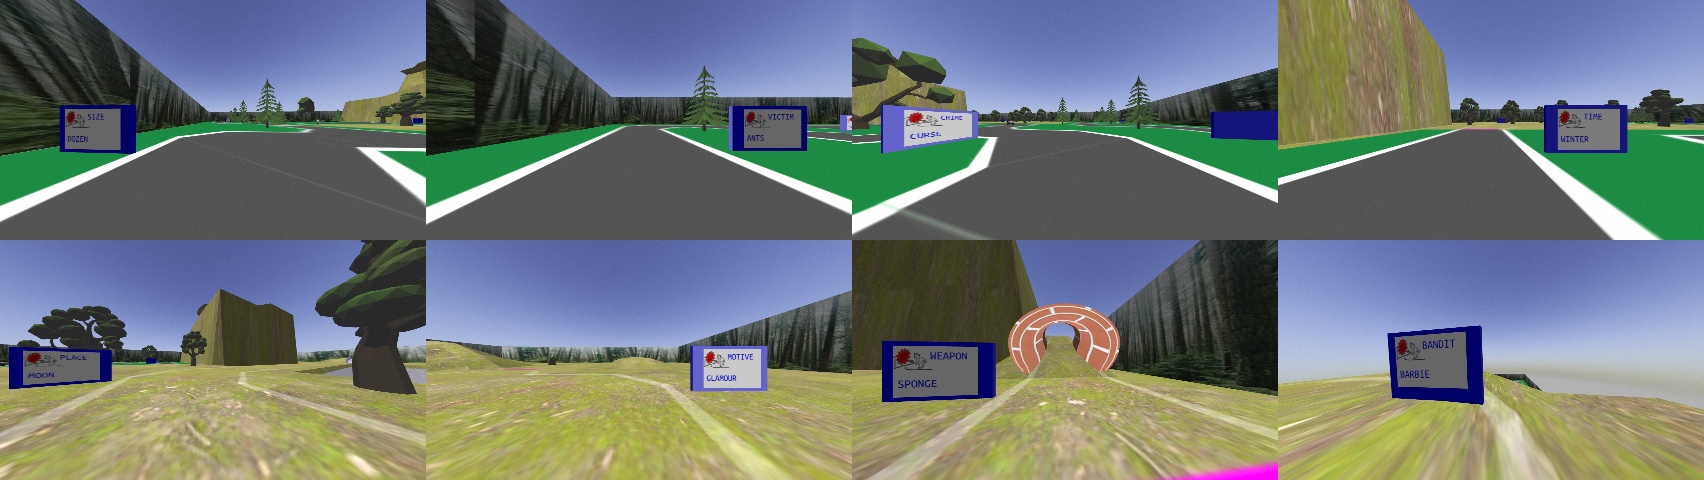 SIZE
DOZEN
VICTIM
ANTS
CRIME
CURSE
TIME
WINTER
PLACE
MOON
MOTIVE
GLAMOUR
WEAPON
SPONGE
BANDIT
BARBIE